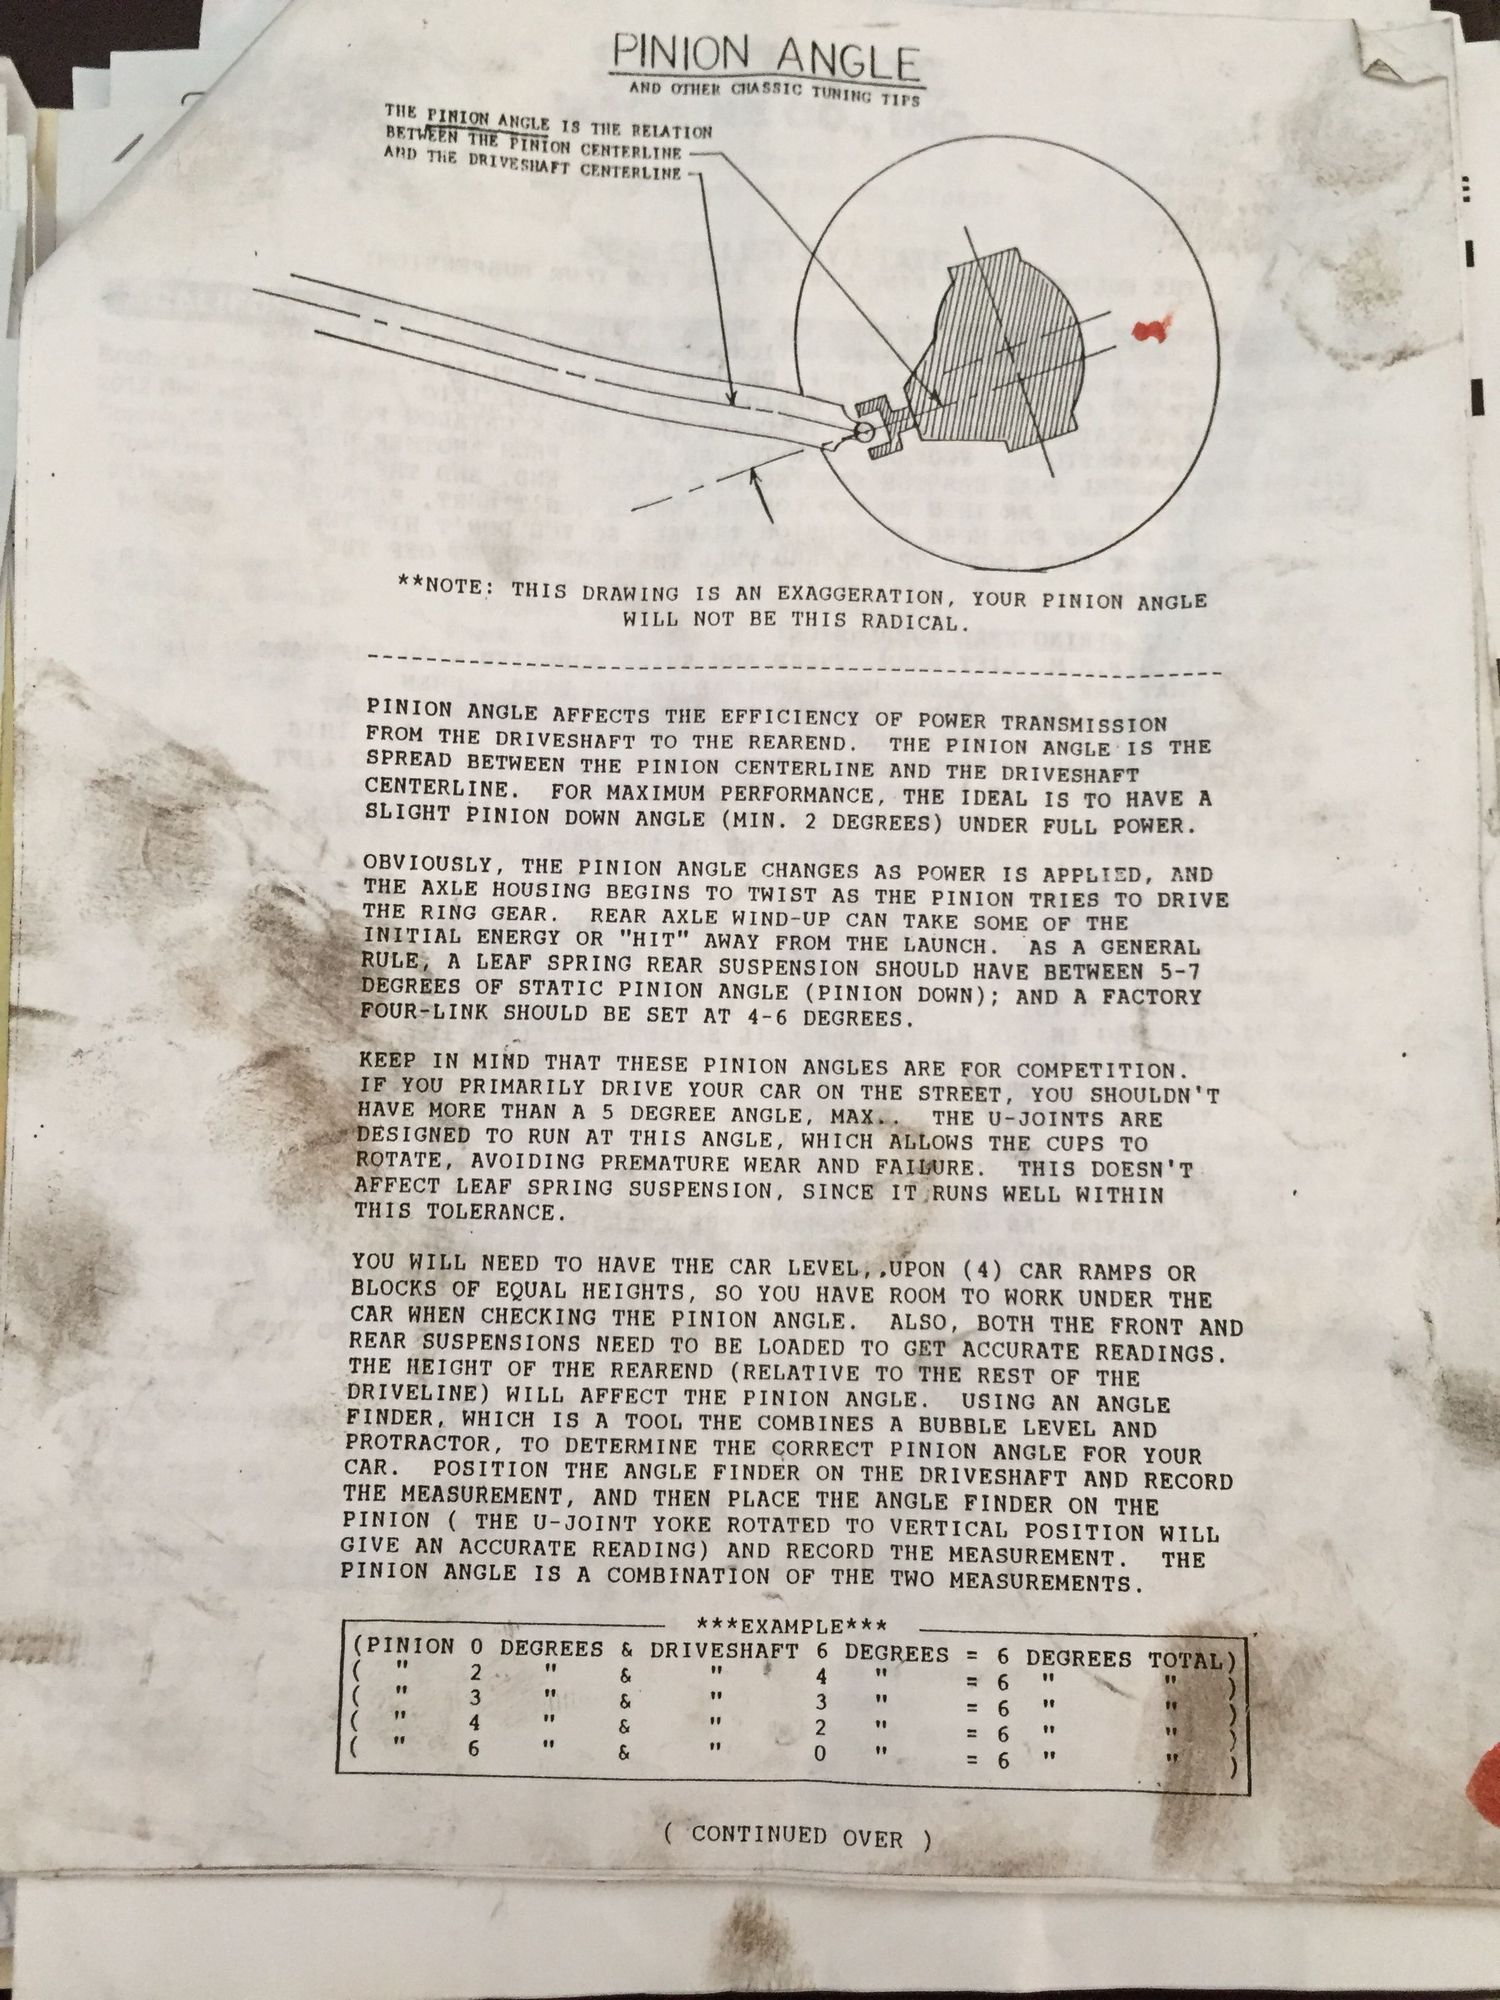 PINION ANGLE
AND OTHER CHASSIC TUNING TIPS
THE PINION ANGLE IS THE RELATION
BETWEEN THE PINION CENTERLINE
AND THE DRIVESHAFT CENTERLINE
**NOTE: THIS DRAWING IS AN EXAGGERATION, YOUR PINION ANGLE
WILL NOT BE THIS RADICAL.
PINION ANGLE AFFECTS THE EFFICIENCY OF POWER TRANSMISSION
FROM THE DRIVESHAFT TO THE REAREND. THE PINION ANGLE IS THE
SPREAD BETWEEN THE PINION CENTERLINE AND THE DRIVESHAFT
CENTERLINE. FOR MAXIMUM PERFORMANCE, THE IDEAL IS TO HAVE A
SLIGHT PINION DOWN ANGLE (MIN. 2 DEGREES) UNDER FULL POWER.
OBVIOUSLY, THE PINION ANGLE CHANGES AS POWER IS APPLIED, AND
THE AXLE HOUSING BEGINS TO TWIST AS THE PINION TRIES TO DRIVE
THE RING GEAR. REAR AXLE WIND-UP CAN TAKE SOME OF THE
INITIAL ENERGY OR "HIT" AWAY FROM THE LAUNCH. AS A GENERAL
RULE, A LEAF SPRING REAR SUSPENSION SHOULD HAVE BETWEEN 5-7
DEGREES OF STATIC PINION ANGLE (PINION DOWN); AND A FACTORY
FOUR-LINK SHOULD BE SET AT 4-6 DEGREES.
KEEP IN MIND THAT THESE PINION ANGLES ARE FOR COMPETITION.
IF YOU PRIMARILY DRIVE YOUR CAR ON THE STREET, YOU SHOULDN'T
HAVE MORE THAN A 5 DEGREE ANGLE, MAX.. THE U-JOINTS ARE
DESIGNED TO RUN AT THIS ANGLE, WHICH ALLOWS THE CUPS TO
ROTATE, AVOIDING PREMATURE WEAR AND FAILURE. THIS DOESN'T
AFFECT LEAF SPRING SUSPENSION, SINCE IT RUNS WELL WITHIN
THIS TOLERANCE.
YOU WILL NEED TO HAVE THE CAR LEVEL, UPON (4) CAR RAMPS OR
BLOCKS OF EQUAL HEIGHTS, SO YOU HAVE ROOM TO WORK UNDER THE
CAR WHEN CHECKING THE PINION ANGLE. ALSO, BOTH THE FRONT AND
REAR SUSPENSIONS NEED TO BE LOADED TO GET ACCURATE READINGS.
THE HEIGHT OF THE REAREND (RELATIVE TO THE REST OF THE
DRIVELINE) WILL AFFECT THE PINION ANGLE. USING AN ANGLE
FINDER, WHICH IS A TOOL THE COMBINES A BUBBLE LEVEL AND
PROTRACTOR, TO DETERMINE THE CORRECT PINION ANGLE FOR YOUR
CAR. POSITION THE ANGLE FINDER ON THE DRIVESHAFT AND RECORD
THE MEASUREMENT, AND THEN PLACE THE ANGLE FINDER ON THE
PINION ( THE U-JOINT YOKE ROTATED TO VERTICAL POSITION WILL
GIVE AN ACCURATE READING) AND RECORD THE MEASUREMENT. THE
PINION ANGLE IS A COMBINATION OF THE TWO MEASUREMENTS.
***EXAMPLE***
(PINION 0 DEGREES & DRIVESHAFT 6 DEGREES = 6 DEGREES TOTAL)
( " 2 " & " 4 " = 6 " " )
( " 3 " & " 3 " = 6 " " )
( " 4 " & " 2 " = 6 " " )
( " 6 " & " 0 " = 6 " " )
( CONTINUED OVER )